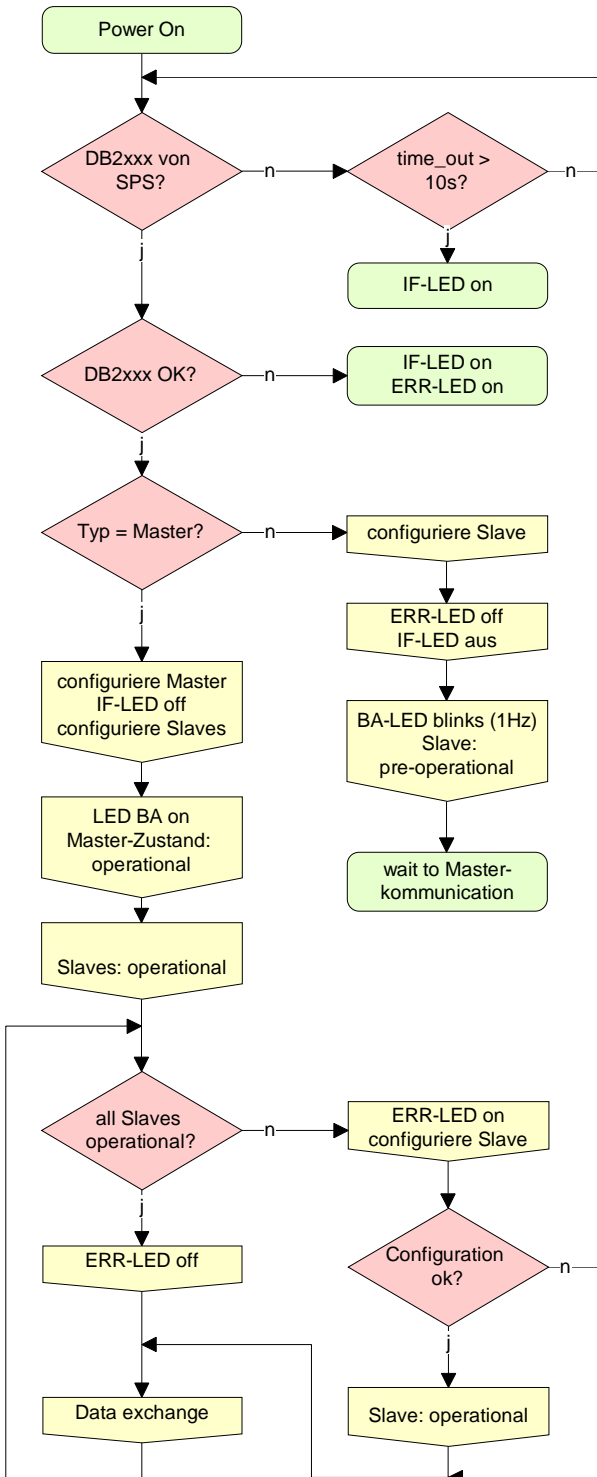 Power On
DB2xxx von
SPS?
n
time_out >
10s?
n
j
j
IF-LED on
DB2xxx OK?
n
IF-LED on
ERR-LED on
j
Typ = Master?
n
configuriere Slave
j
ERR-LED off
IF-LED aus
configuriere Master
IF-LED off
configuriere Slaves
BA-LED blinks (1Hz)
Slave:
pre-operational
LED BA on
Master-Zustand:
operational
wait to Master-
kommunication
Slaves: operational
all Slaves
operational?
n
ERR-LED on
configuriere Slave
j
ERR-LED off
Configuration
ok?
n
j
Data exchange
Slave: operational